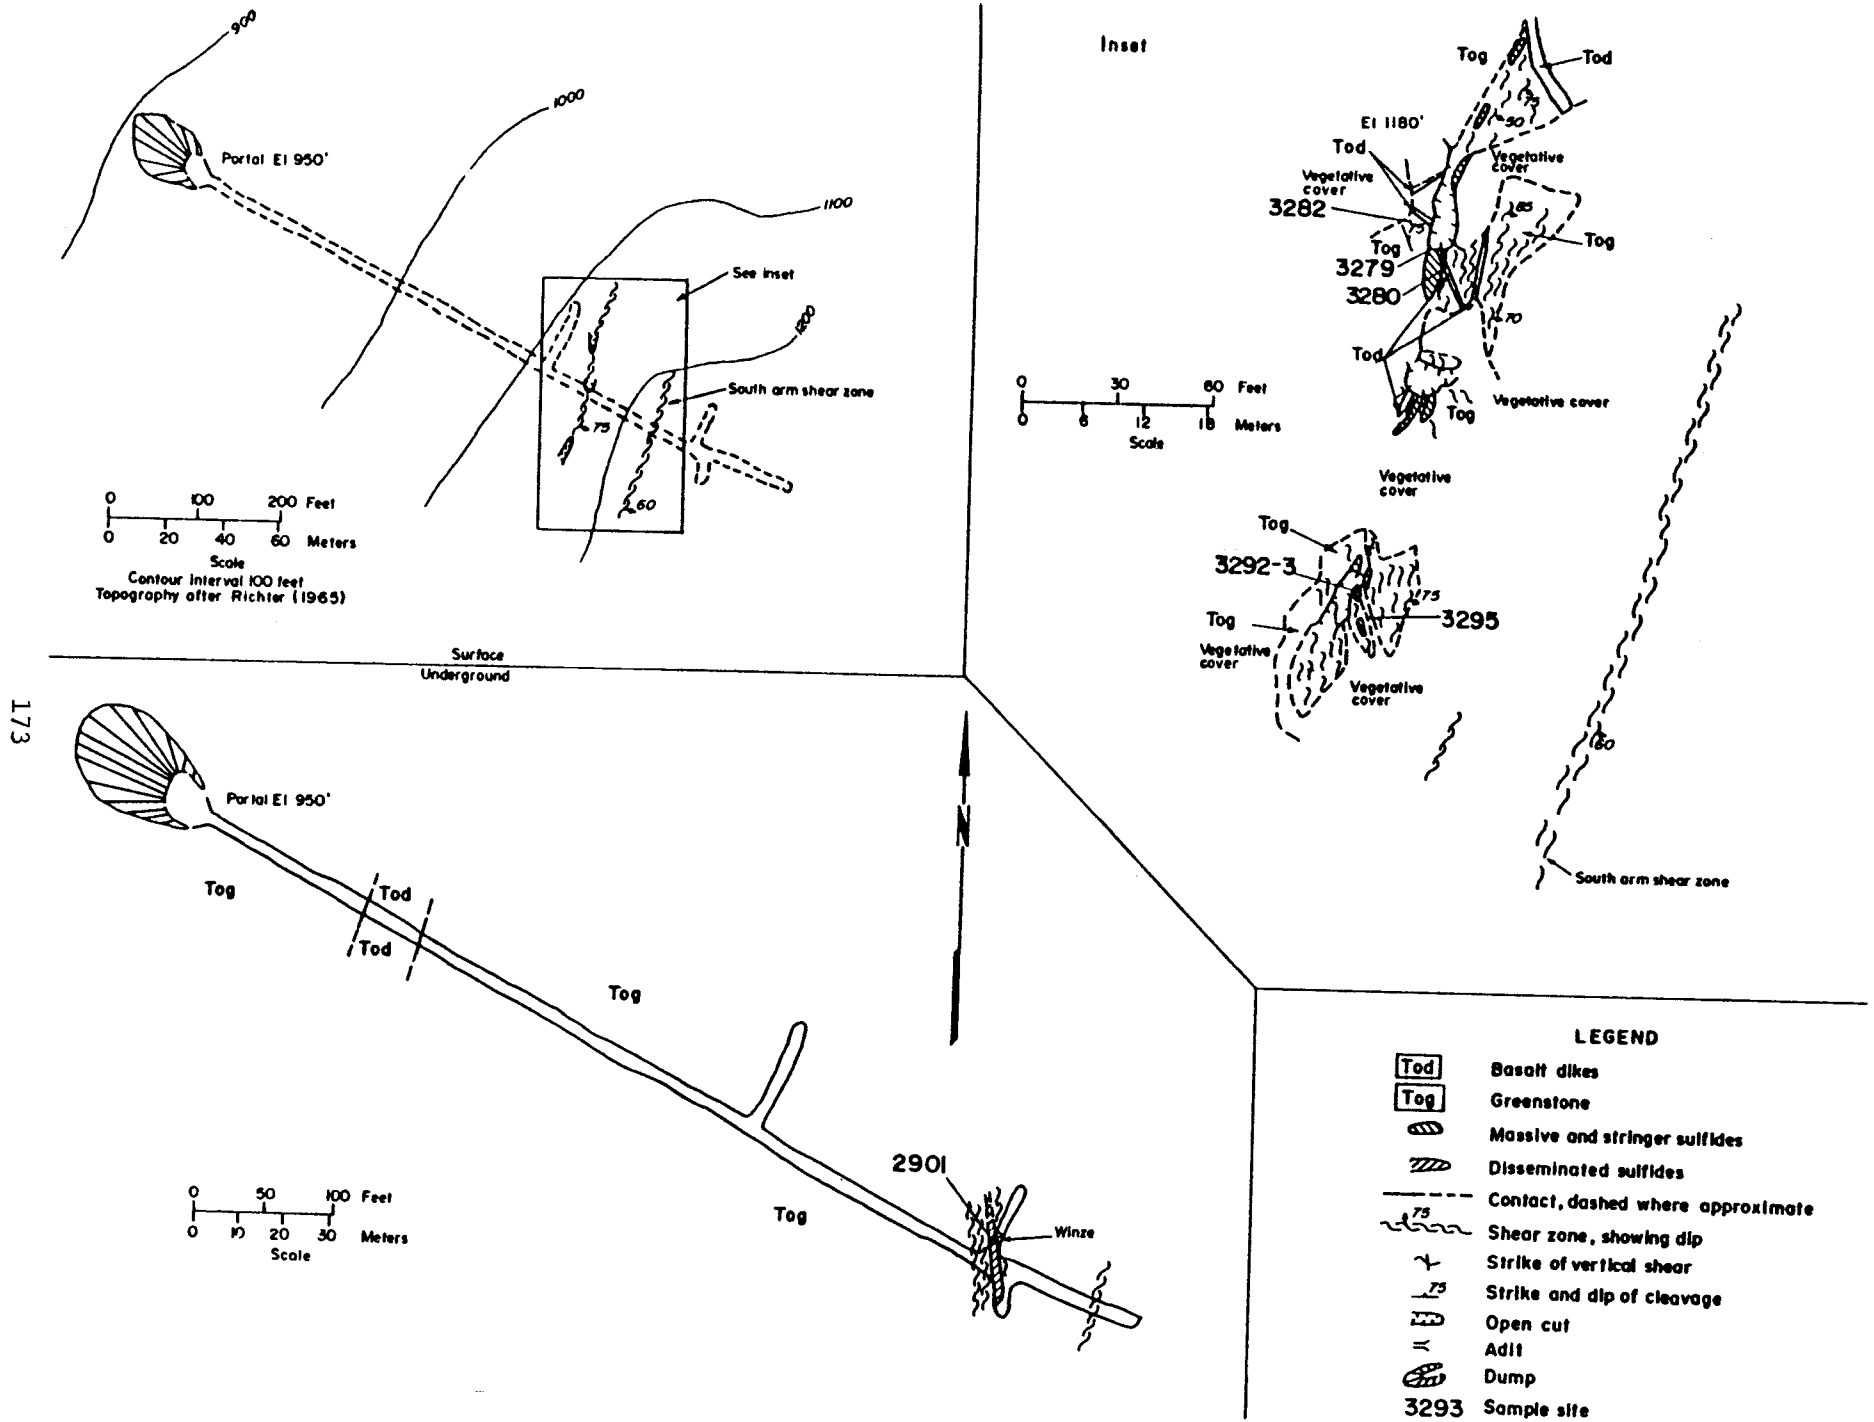 900
1000
Portal El 950'
1100
See inset
1200
South arm shear zone
75
60
0 100 200 Feet
0 20 40 60 Meters
Scale
Contour interval 100 feet
Topography after Richter (1965)
Surface
Underground
173
Portal El 950'
Tog
Tod
Tod
Tog
2901
Tog
Winze
0 50 100 Feet
0 10 20 30 Meters
Scale
N
Inset
Tog
Tod
75
50
El 1180'
Tod
Vegetative
cover
Vegetative
cover
3282
75
85
Tog
Tog
3279
3280
70
Tod
0 30 60 Feet
0 6 12 18 Meters
Scale
Tog
Vegetative cover
Vegetative
cover
Tog
3292-3
75
Tog
3295
Vegetative
cover
Vegetative
cover
60
South arm shear zone
LEGEND
Tod Basalt dikes
Tog Greenstone
Massive and stringer sulfides
Disseminated sulfides
Contact, dashed where approximate
75 Shear zone, showing dip
Strike of vertical shear
75 Strike and dip of cleavage
Open cut
Adit
Dump
3293 Sample site